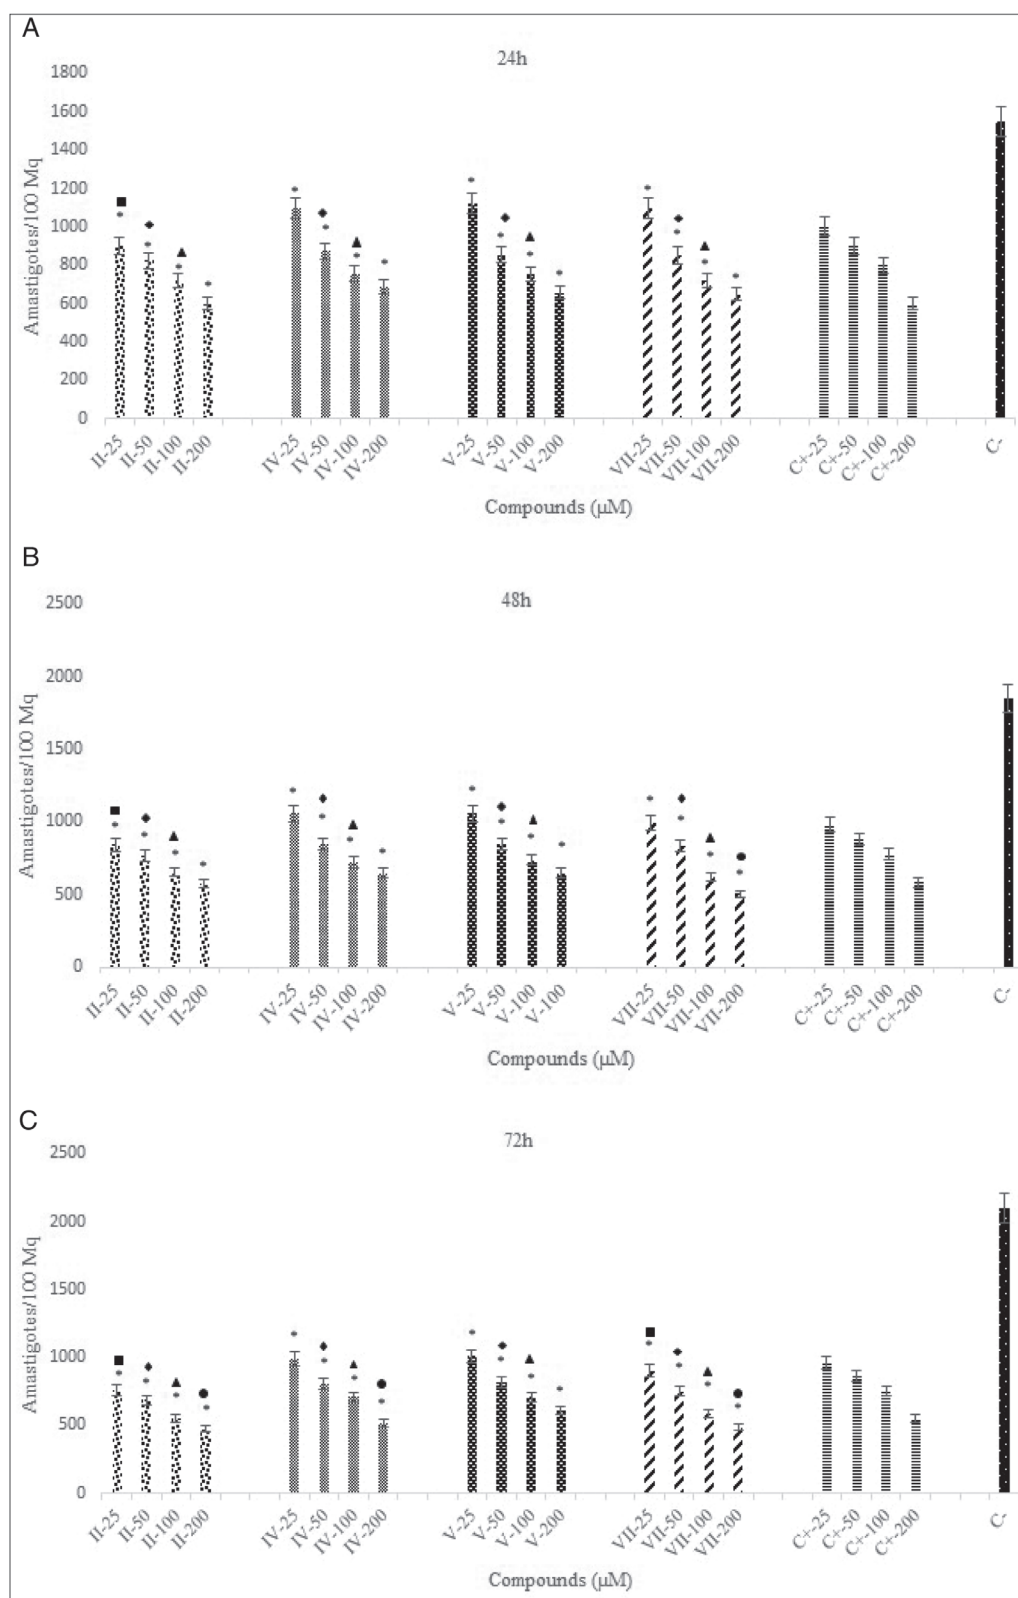 A
24h
1800
1600
1400
1200
1000
800
600
400
200
0
Amastigotes/100 Mq
II-25
II-50
II-100
II-200
IV-25
IV-50
IV-100
IV-200
V-25
V-50
V-100
V-200
VII-25
VII-50
VII-100
VII-200
C+-25
C+-50
C+-100
C+-200
C-
Compounds (μM)
B
48h
2500
2000
1500
1000
500
0
Amastigotes/100 Mq
II-25
II-50
II-100
II-200
IV-25
IV-50
IV-100
IV-200
V-25
V-50
V-100
V-100
VII-25
VII-50
VII-100
VII-200
C+-25
C+-50
C+-100
C+-200
C-
Compounds (μM)
C
72h
2500
2000
1500
1000
500
0
Amastigotes/100 Mq
II-25
II-50
II-100
II-200
IV-25
IV-50
IV-100
IV-200
V-25
V-50
V-100
V-200
VII-25
VII-50
VII-100
VII-200
C+-25
C+-50
C+-100
C+-200
C-
Compounds (μM)